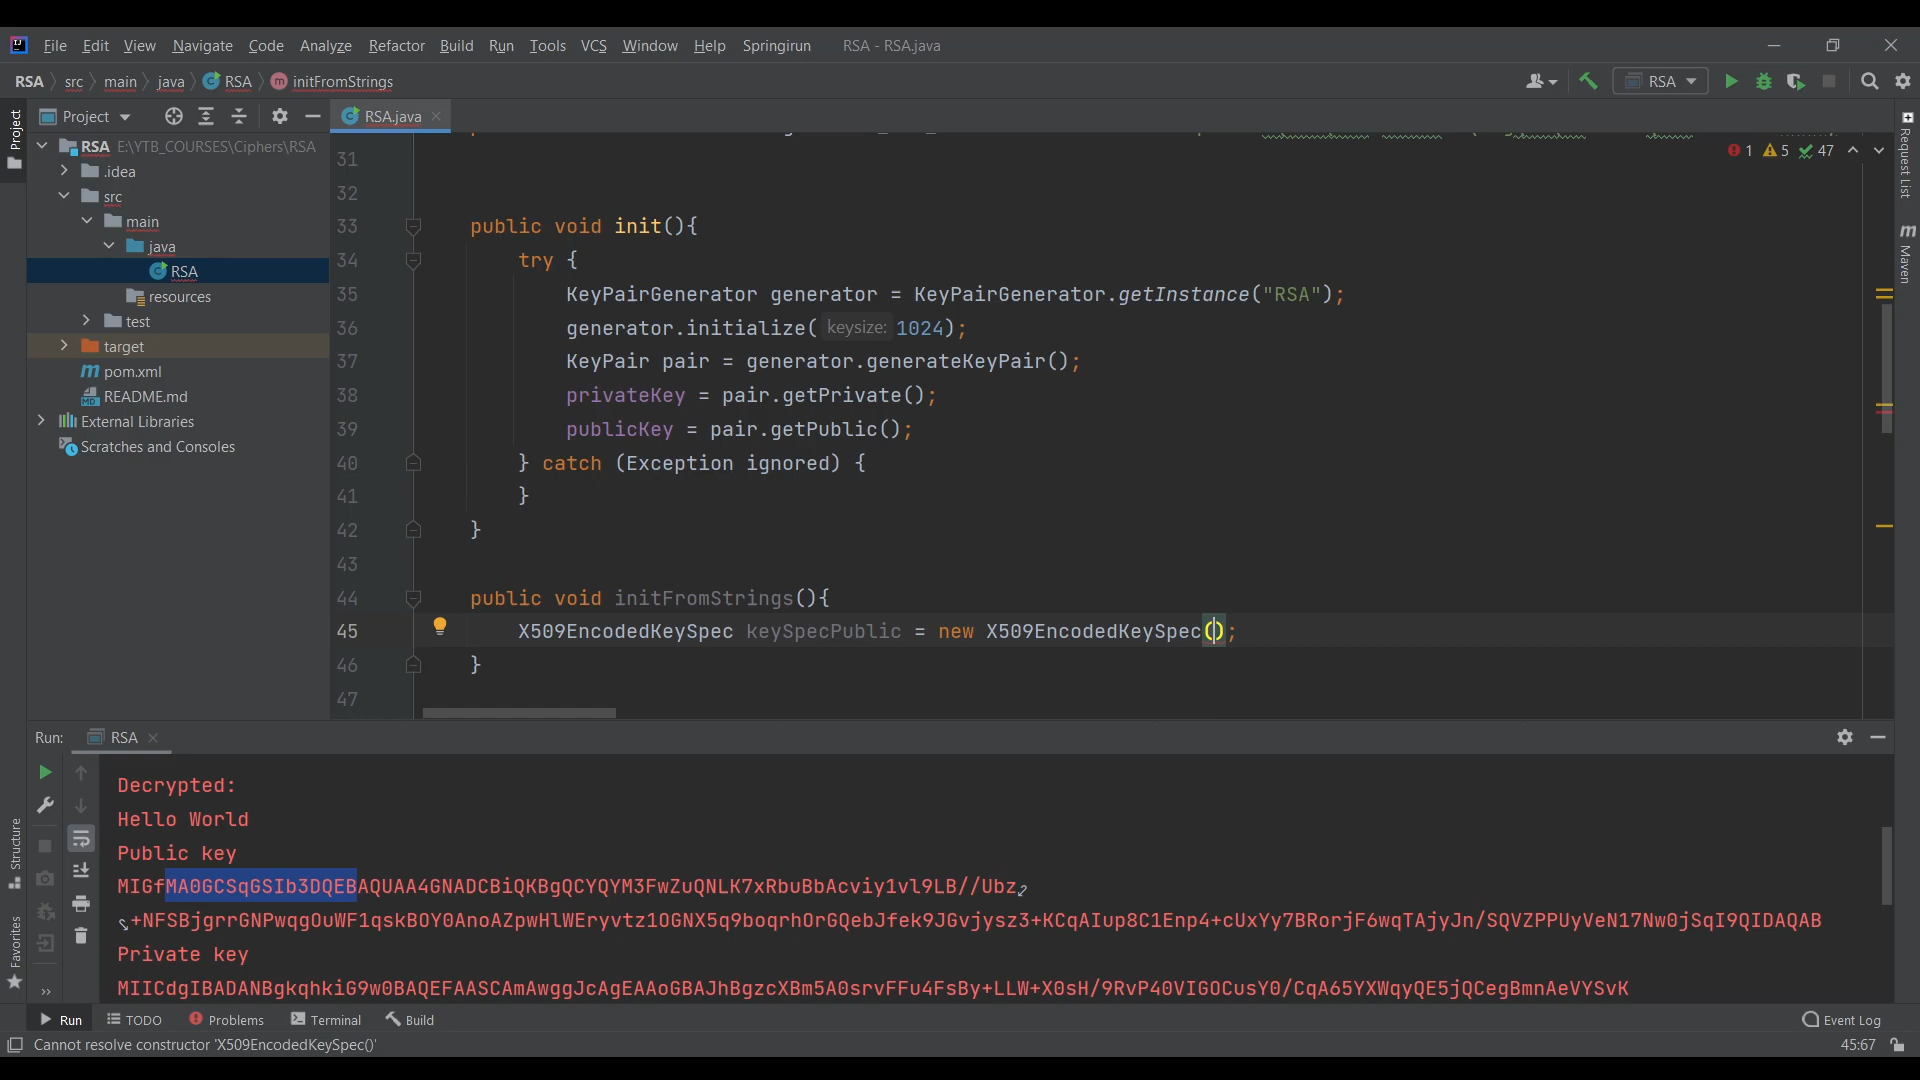 File Edit View Navigate Code Analyze Refactor Build Run Tools VCS Window Help Springirun RSA - RSA.java
RSA src main java RSA initFromStrings RSA
Project RSA.java
Project
RSA E:\YTB_COURSES\Ciphers\RSA
.idea
src
main
java
RSA
resources
test
target
pom.xml
README.md
External Libraries
Scratches and Consoles
1 5 47
31
32
33 public void init(){
34 try {
35 KeyPairGenerator generator = KeyPairGenerator.getInstance("RSA");
36 generator.initialize( keysize: 1024);
37 KeyPair pair = generator.generateKeyPair();
38 privateKey = pair.getPrivate();
39 publicKey = pair.getPublic();
40 } catch (Exception ignored) {
41 }
42 }
43
44 public void initFromStrings(){
45 X509EncodedKeySpec keySpecPublic = new X509EncodedKeySpec();
46 }
47
Request List
Maven
Run: RSA
Decrypted:
Hello World
Public key
MIGfMA0GCSqGSIb3DQEBAQUAA4GNADCBiQKBgQCYQYM3FwZuQNLK7xRbuBbAcviy1vl9LB//Ubz
+NFSBjgrrGNPwqgOuWF1qskBOY0AnoAZpwHlWEryvtz1OGNX5q9boqrhOrGQebJfek9JGvjysz3+KCqAIup8C1Enp4+cUxYy7BRorjF6wqTAjyJn/SQVZPPUyVeN17Nw0jSqI9QIDAQAB
Private key
MIICdgIBADANBgkqhkiG9w0BAQEFAASCAmAwggJcAgEAAoGBAJhBgzcXBm5A0srvFFu4FsBy+LLW+X0sH/9RvP40VIGOCusY0/CqA65YXWqyQE5jQCegBmnAeVYSvK
Structure
Favorites
Run TODO Problems Terminal Build Event Log
Cannot resolve constructor 'X509EncodedKeySpec()' 45:67